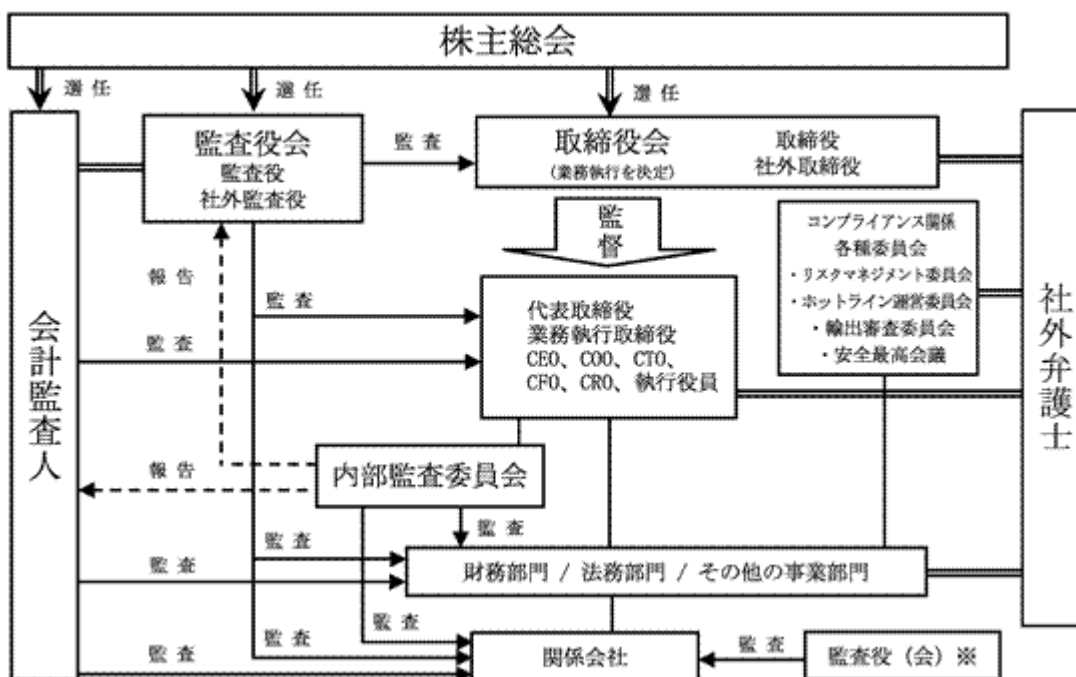 株主総会
選任
選任
選任
監査役会
監査役
社外監査役
監査
取締役会
(業務執行を決定)
取締役
社外取締役
監督
コンプライアンス関係
各種委員会
・リスクマネジメント委員会
・ホットライン運営委員会
・輸出審査委員会
・安全最高会議
報告
監査
監査
代表取締役
業務執行取締役
CEO、COO、CTO、
CFO、CRO、執行役員
会計監査人
社外弁護士
報告
内部監査委員会
監査
監査
監査
財務部門 / 法務部門 / その他の事業部門
監査
監査
監査
関係会社
監査
監査役（会）※